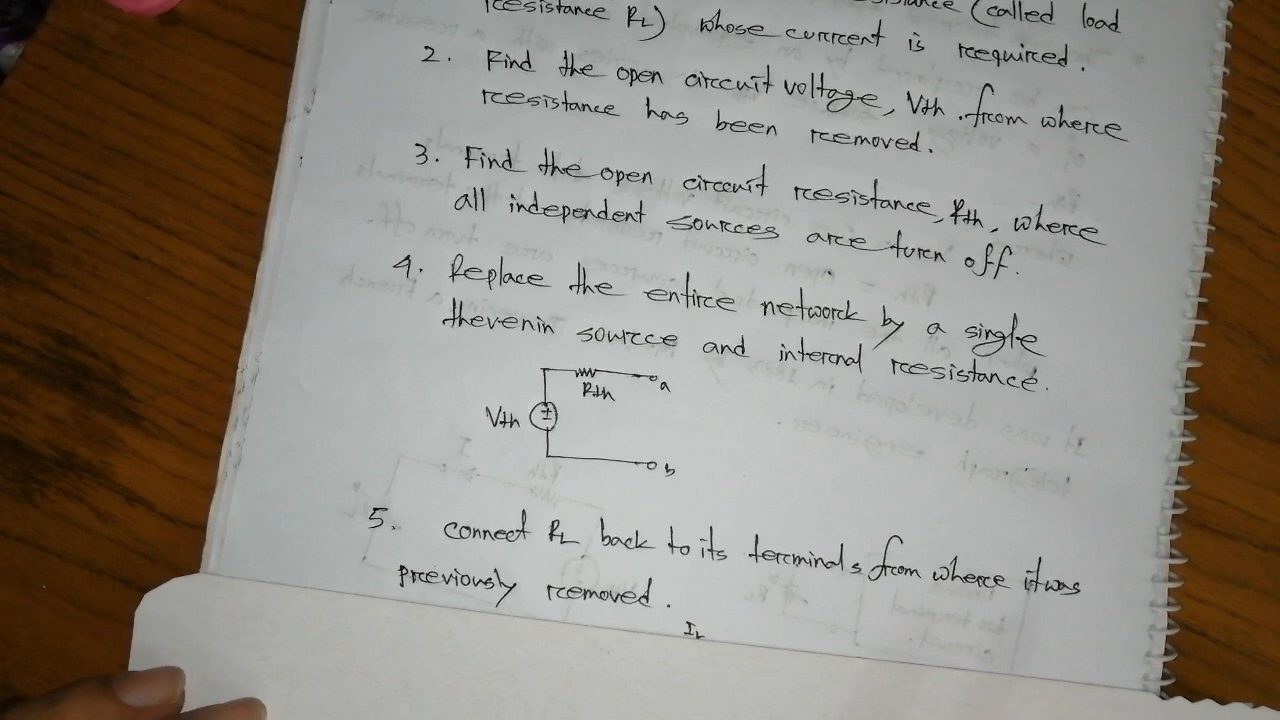 (called load
resistance RL) whose current is required.
2. Find the open circuit voltage, Vth. from where
resistance has been removed.
3. Find the open circuit resistance, Rth, where
all independent sources are turn off.
4. Replace the entire network by a single
thevenin source and internal resistance.
Rth
a
Vth
b
5. connect RL back to its terminals from where it was
previously removed.
IL